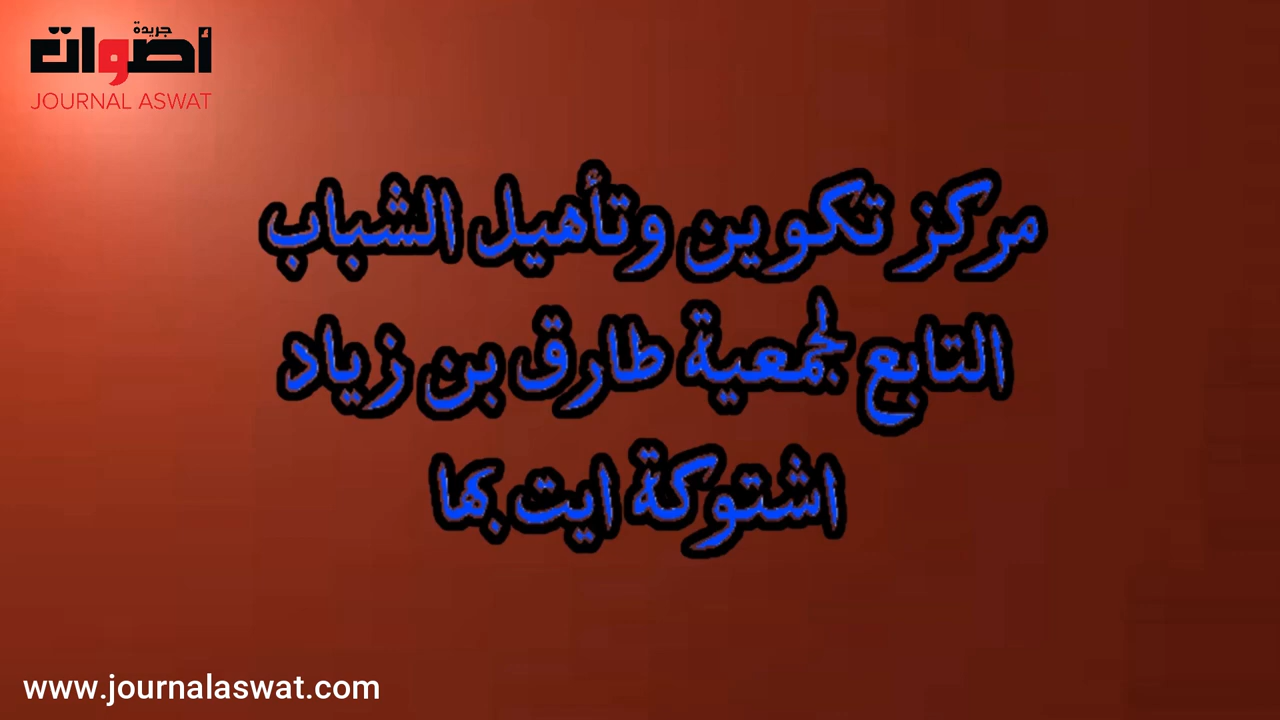 جريدة
أصوات
JOURNAL ASWAT
مركز تكوين وتأهيل الشباب
التابع لجمعية طارق بن زياد
اشتوكة ايت بها
www.journalaswat.com